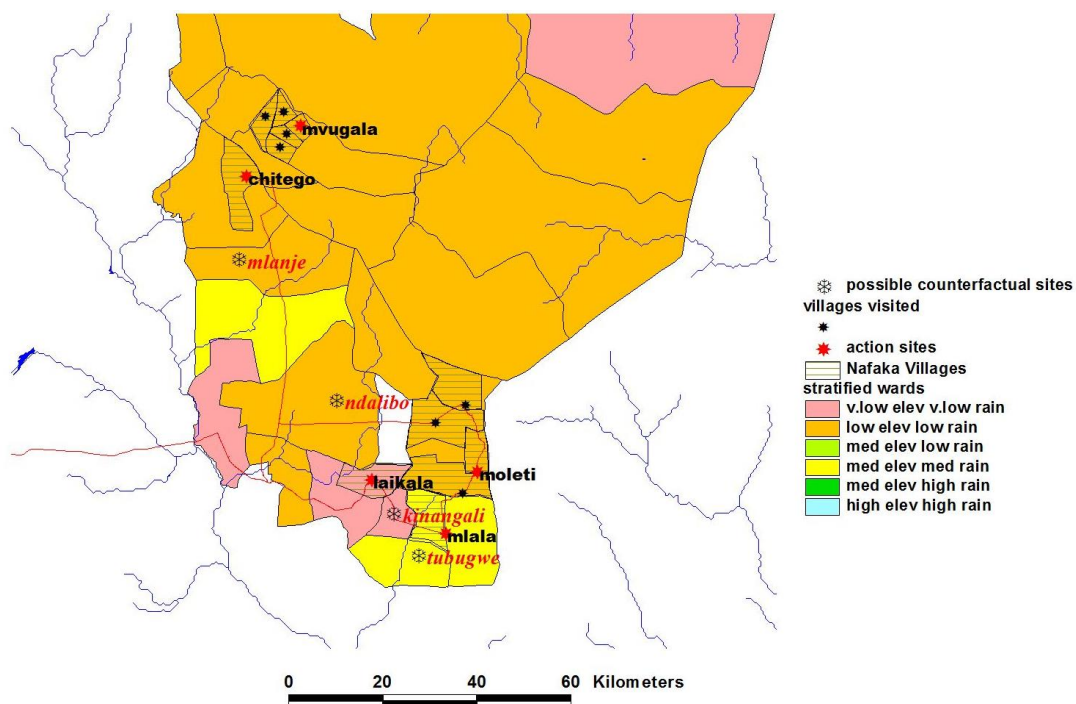 mvugala
chitego
mlanje
ndalibo
laikala
moleti
kinangali
mlala
tubugwe
possible counterfactual sites
villages visited
action sites
Nafaka Villages
stratified wards
v.low elev v.low rain
low elev low rain
med elev low rain
med elev med rain
med elev high rain
high elev high rain
0 20 40 60 Kilometers